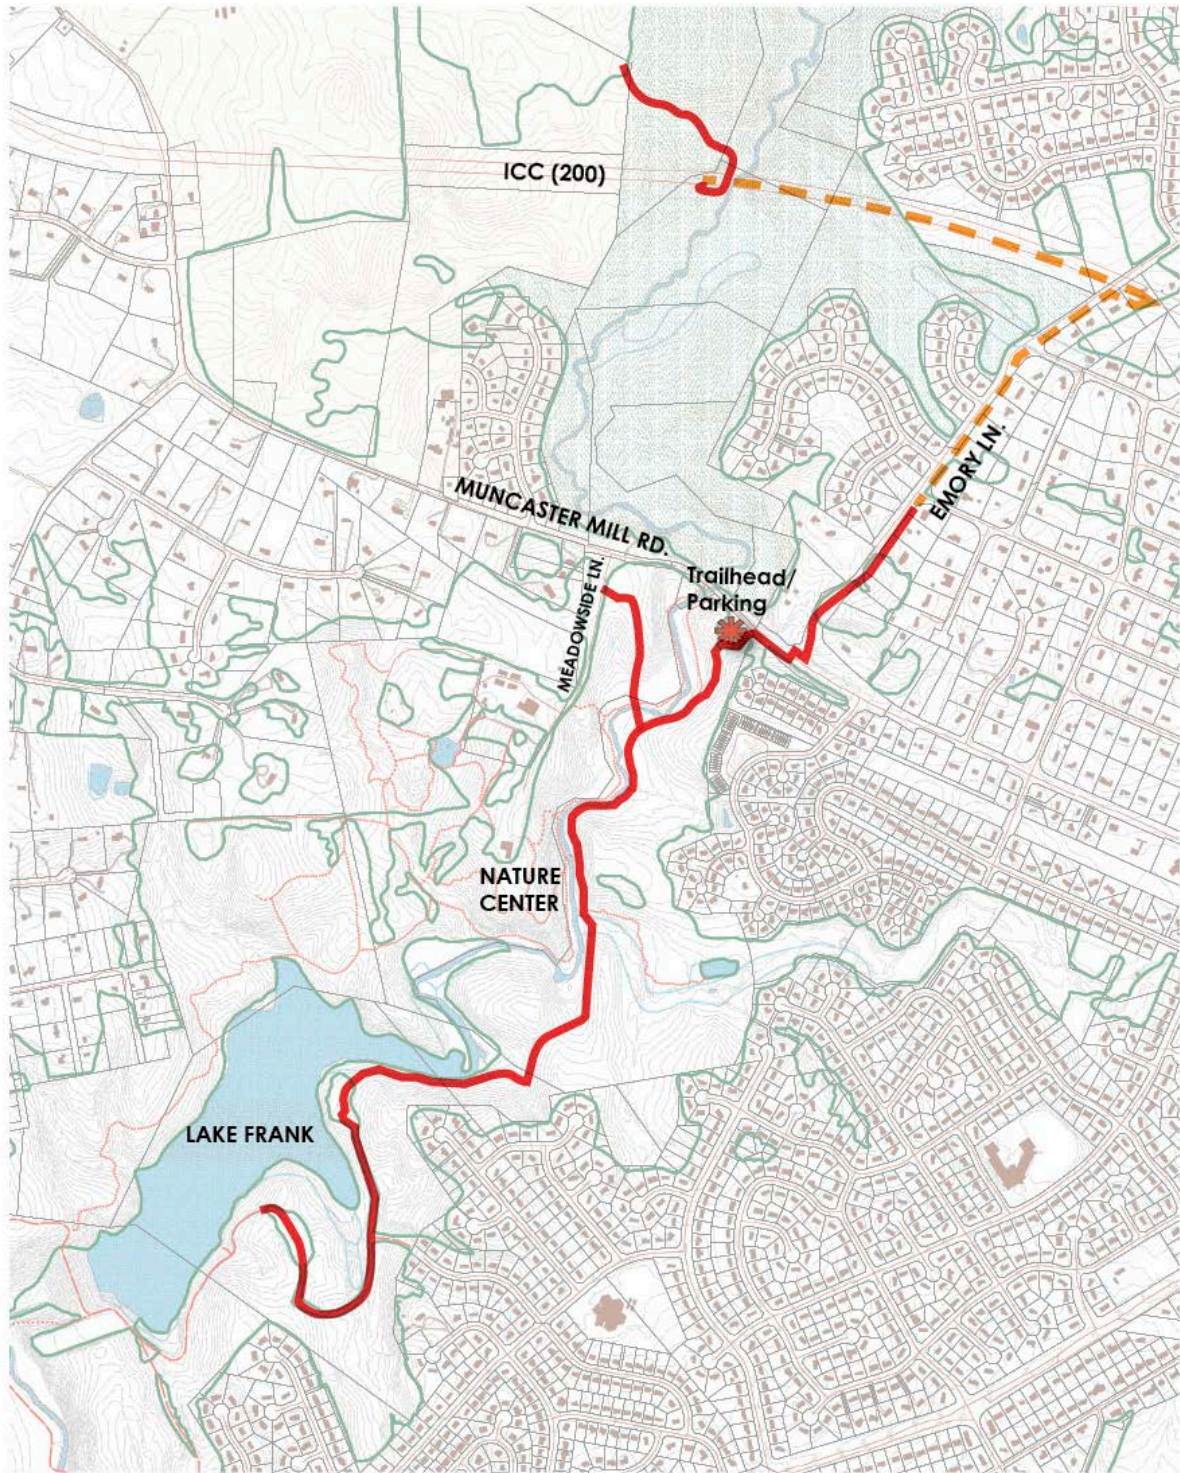 ICC (200)
EMORY LN.
MUNCASTER MILL RD.
MEADOWSIDE LN.
Trailhead/
Parking
NATURE
CENTER
LAKE FRANK